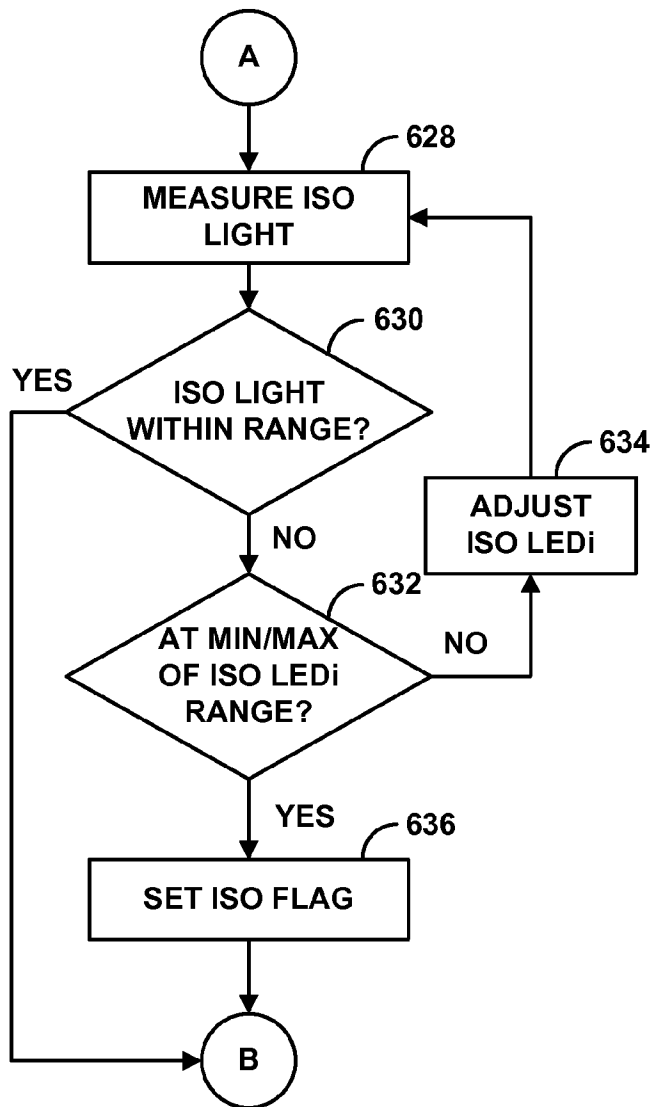 A
628
MEASURE ISO
LIGHT
630
YES
ISO LIGHT
WITHIN RANGE?
634
ADJUST
ISO LEDi
NO
632
AT MIN/MAX
OF ISO LEDi
RANGE?
NO
YES
636
SET ISO FLAG
B